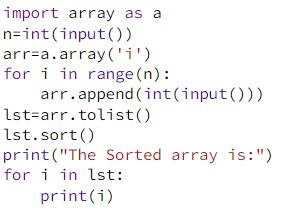 import array as a
n=int(input())
arr=a.array('i')
for i in range(n):
    arr.append(int(input()))
lst=arr.tolist()
lst.sort()
print("The Sorted array is:")
for i in lst:
    print(i)